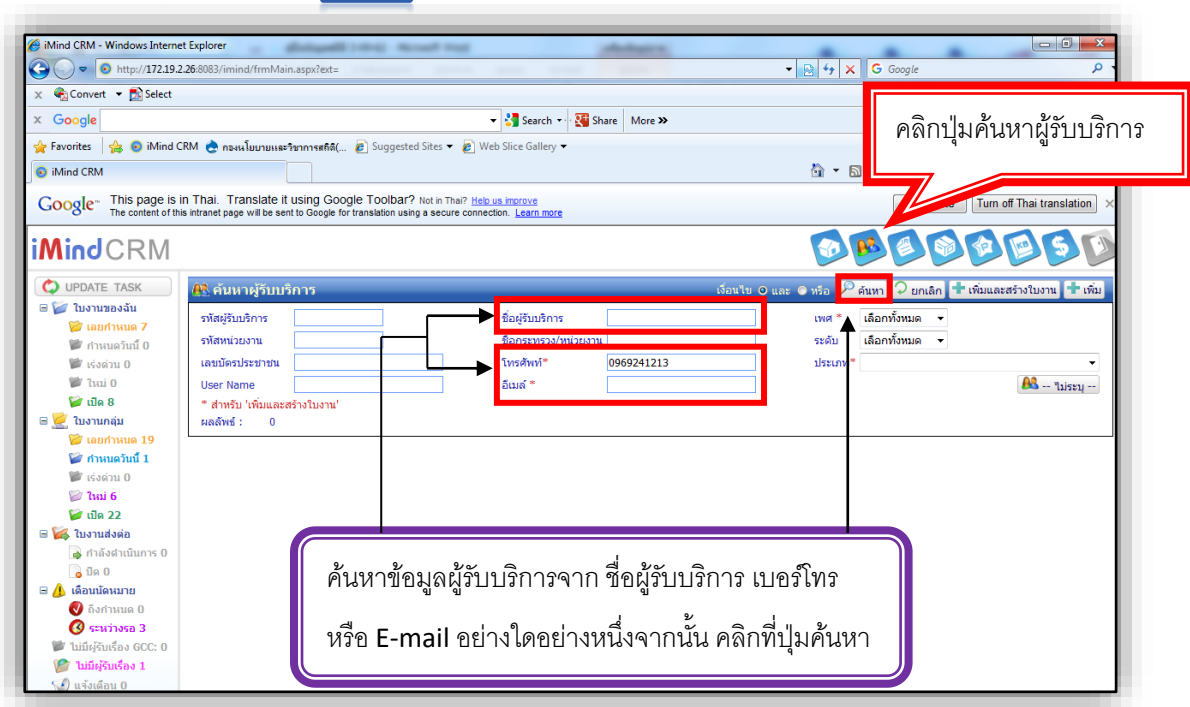 iMind CRM - Windows Internet Explorer
http://172.19.2.26:8083/imind/frmMain.aspx?ext=
Google
x Convert Select
x Google Search Share More »
คลิกปุ่มค้นหาผู้รับบริการ
Favorites iMind CRM กองนโยบายและวิชาการสถิติ(... Suggested Sites Web Slice Gallery
iMind CRM
Google This page is in Thai. Translate it using Google Toolbar? Not in Thai? Help us improve
The content of this intranet page will be sent to Google for translation using a secure connection. Learn more
Turn off Thai translation
iMindCRM
UPDATE TASK
ใบงานของฉัน
เลยกำหนด 7
กำหนดวันนี้ 0
เร่งด่วน 0
ใหม่ 0
เปิด 8
ใบงานกลุ่ม
เลยกำหนด 19
กำหนดวันนี้ 1
เร่งด่วน 0
ใหม่ 6
เปิด 22
ใบงานส่งต่อ
กำลังดำเนินการ 0
ปิด 0
เตือนนัดหมาย
ถึงกำหนด 0
ระหว่างรอ 3
ไม่มีผู้รับเรื่อง GCC: 0
ไม่มีผู้รับเรื่อง 1
แจ้งเตือน 0
ค้นหาผู้รับบริการ เงื่อนไข และ หรือ ค้นหา ยกเลิก เพิ่มและสร้างใบงาน เพิ่ม
รหัสผู้รับบริการ ชื่อผู้รับบริการ เพศ * เลือกทั้งหมด
รหัสหน่วยงาน ชื่อกระทรวง/หน่วยงาน ระดับ เลือกทั้งหมด
เลขบัตรประชาชน โทรศัพท์* 0969241213 ประเภท *
User Name อีเมล์ * -- ไม่ระบุ --
* สำหรับ 'เพิ่มและสร้างใบงาน'
ผลลัพธ์ : 0
ค้นหาข้อมูลผู้รับบริการจาก ชื่อผู้รับบริการ เบอร์โทร
หรือ E-mail อย่างใดอย่างหนึ่งจากนั้น คลิกที่ปุ่มค้นหา